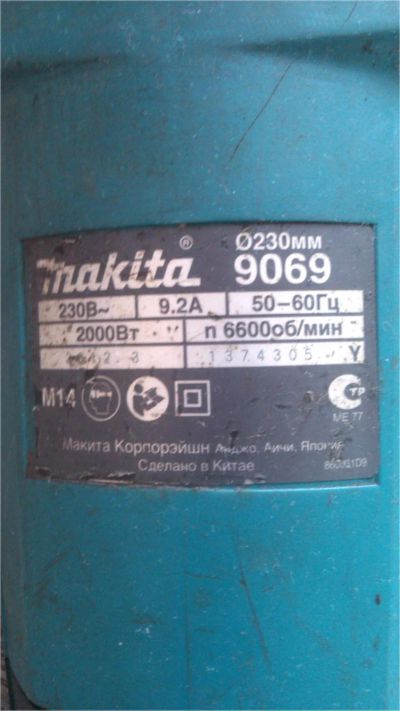 makita ® Ø230мм
9069
230В~ 9.2А 50–60Гц
2000Вт n 6600об/мин
1374305 Y
M14
ME 77
Макита Корпорэйшн Анджо, Аичи, Япония
Сделано в Китае